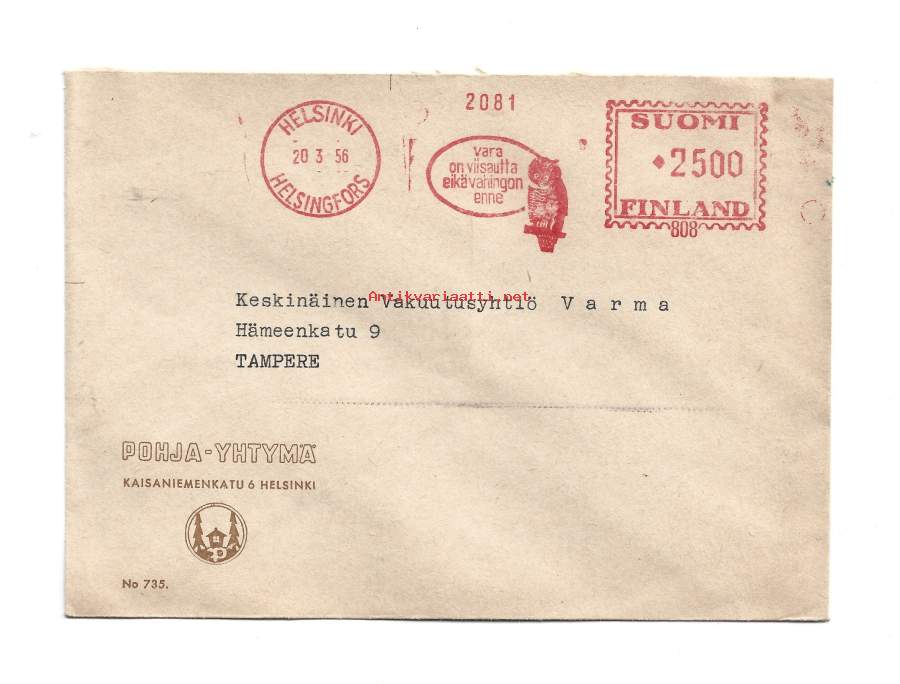 2081
HELSINKI
20 3 56
HELSINGFORS
vara
on viisautta
eikä vahingon
enne
SUOMI
2500
FINLAND
808
Keskinäinen Vakuutusyhtiö Varma
Antikvariaatti.net
Hämeenkatu 9
TAMPERE
POHJA-YHTYMÄ
KAISANIEMENKATU 6 HELSINKI
P
No 735.